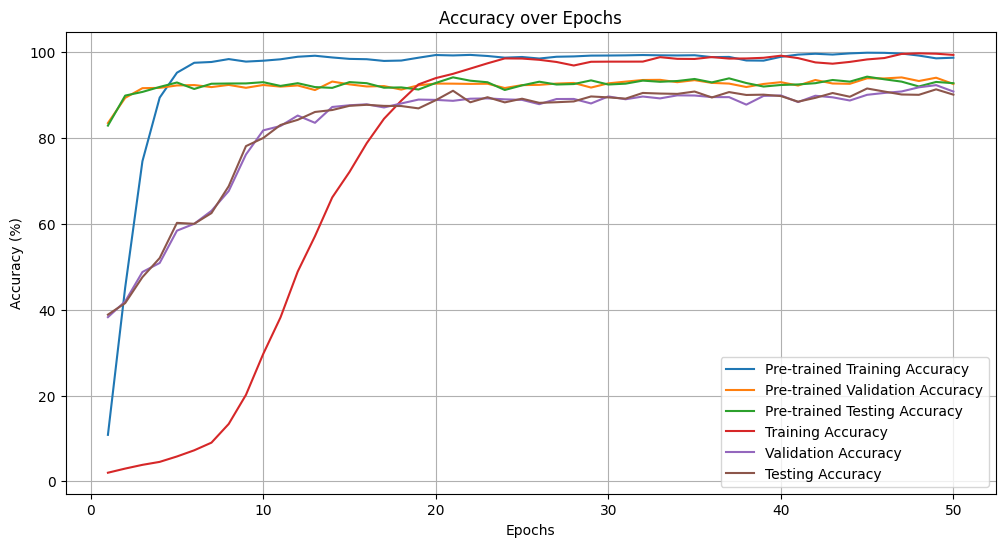 Accuracy over Epochs
Accuracy (%)
100
80
60
40
20
0
0 10 20 30 40 50
Epochs
Pre-trained Training Accuracy
Pre-trained Validation Accuracy
Pre-trained Testing Accuracy
Training Accuracy
Validation Accuracy
Testing Accuracy